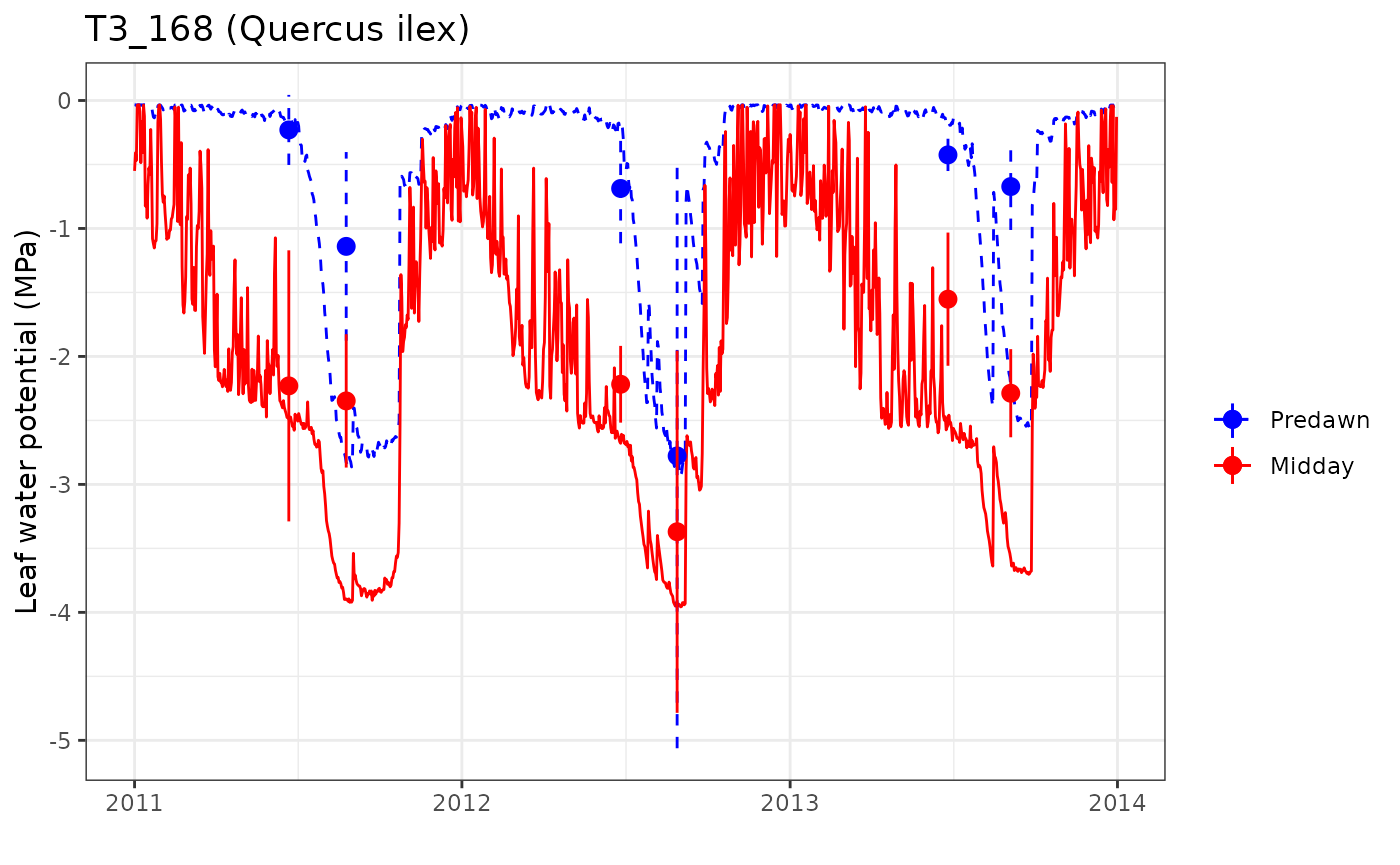 T3_168 (Quercus ilex)
Leaf water potential (MPa)
0
-1
-2
-3
-4
-5
2011
2012
2013
2014
Predawn
Midday